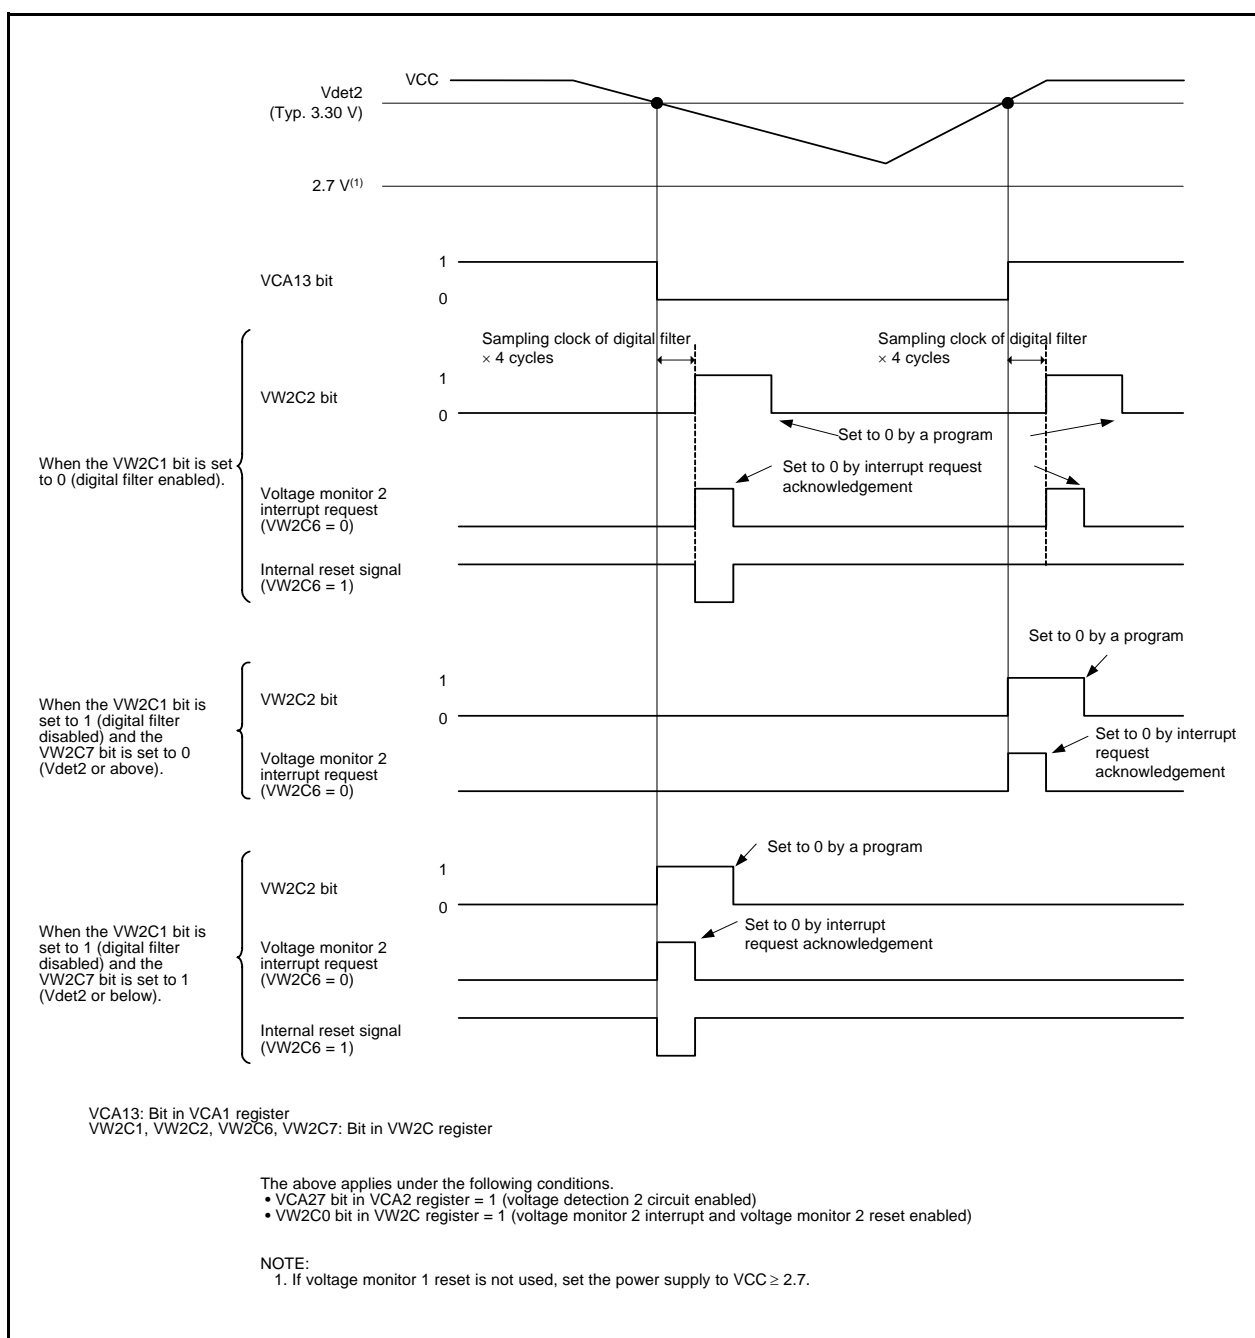 VCC
Vdet2
(Typ. 3.30 V)
2.7 V(1)
VCA13 bit
1
0
Sampling clock of digital filter
× 4 cycles
Sampling clock of digital filter
× 4 cycles
VW2C2 bit
1
0
Set to 0 by a program
When the VW2C1 bit is set
to 0 (digital filter enabled).
Set to 0 by interrupt request
acknowledgement
Voltage monitor 2
interrupt request
(VW2C6 = 0)
Internal reset signal
(VW2C6 = 1)
Set to 0 by a program
When the VW2C1 bit is
set to 1 (digital filter
disabled) and the
VW2C7 bit is set to 0
(Vdet2 or above).
VW2C2 bit
1
0
Voltage monitor 2
interrupt request
(VW2C6 = 0)
Set to 0 by interrupt
request
acknowledgement
When the VW2C1 bit is
set to 1 (digital filter
disabled) and the
VW2C7 bit is set to 1
(Vdet2 or below).
VW2C2 bit
1
0
Set to 0 by a program
Voltage monitor 2
interrupt request
(VW2C6 = 0)
Set to 0 by interrupt
request acknowledgement
Internal reset signal
(VW2C6 = 1)
VCA13: Bit in VCA1 register
VW2C1, VW2C2, VW2C6, VW2C7: Bit in VW2C register
The above applies under the following conditions.
• VCA27 bit in VCA2 register = 1 (voltage detection 2 circuit enabled)
• VW2C0 bit in VW2C register = 1 (voltage monitor 2 interrupt and voltage monitor 2 reset enabled)
NOTE:
1. If voltage monitor 1 reset is not used, set the power supply to VCC ≥ 2.7.